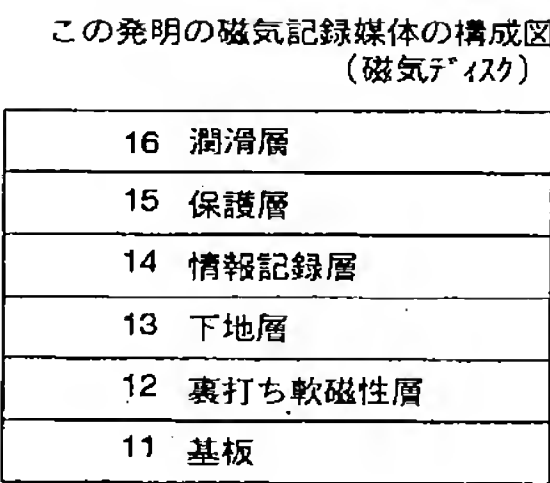 この発明の磁気記録媒体の構成図
(磁気ディスク)
16 潤滑層
15 保護層
14 情報記録層
13 下地層
12 裏打ち軟磁性層
11 基板